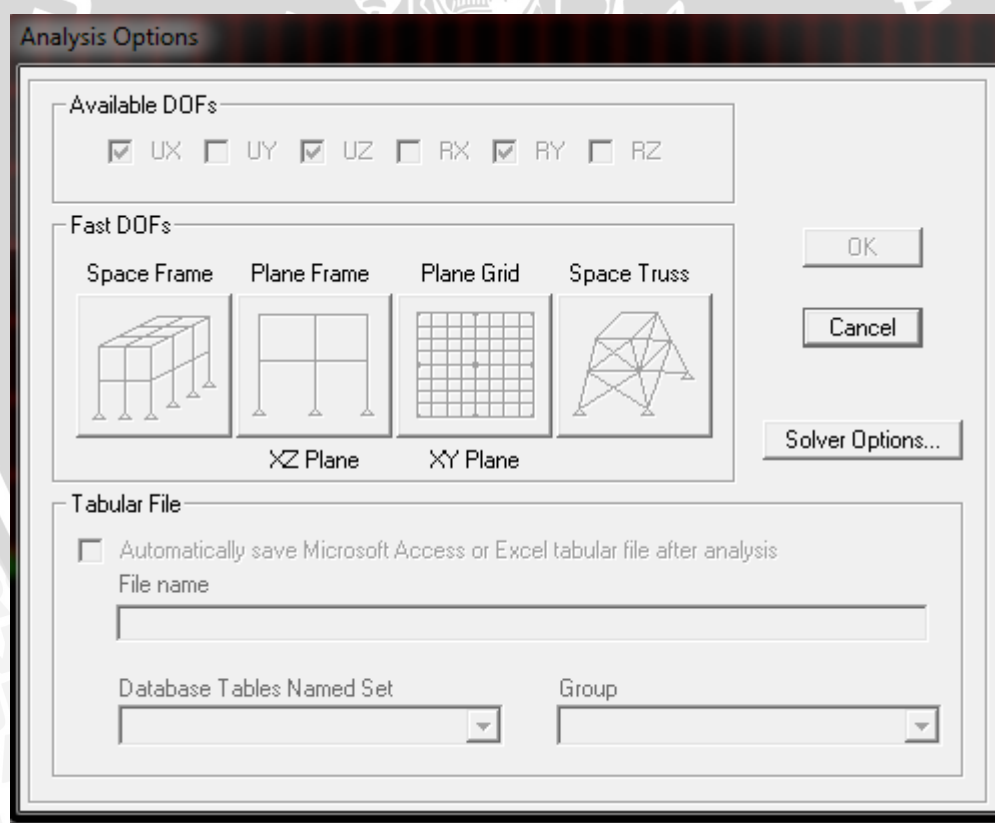 Analysis Options
Available DOFs
UX UY UZ RX RY RZ
Fast DOFs
Space Frame Plane Frame Plane Grid Space Truss
XZ Plane XY Plane
OK
Cancel
Solver Options...
Tabular File
Automatically save Microsoft Access or Excel tabular file after analysis
File name
Database Tables Named Set Group